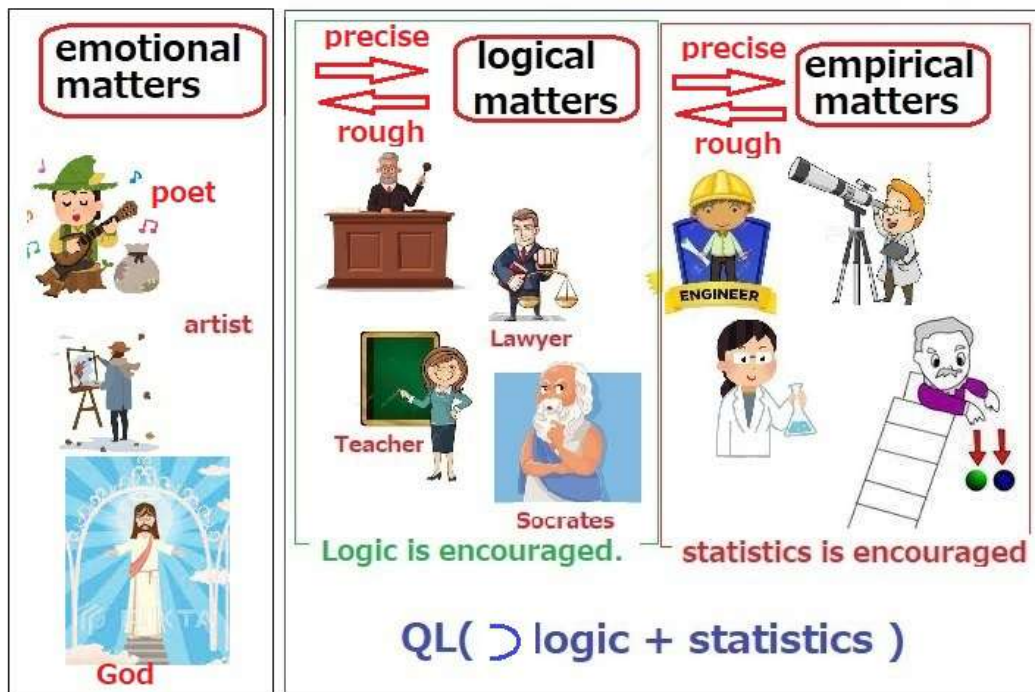 emotional
matters
poet
artist
God
precise
rough
logical
matters
Lawyer
Teacher
Socrates
Logic is encouraged.
precise
rough
empirical
matters
ENGINEER
statistics is encouraged
QL( ⊃ logic + statistics )